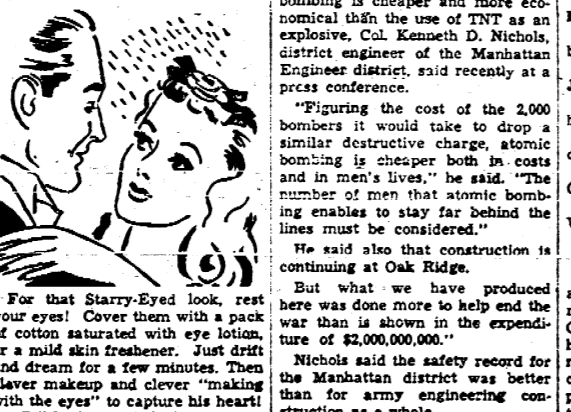 For that Starry-Eyed look, rest
your eyes! Cover them with a pack
of cotton saturated with eye lotion,
or a mild skin freshener. Just drift
and dream for a few minutes. Then
clever makeup and clever "making
with the eyes" to capture his heart!
bombing is cheaper and more eco-
nomical than the use of TNT as an
explosive, Col. Kenneth D. Nichols,
district engineer of the Manhattan
Engineer district, said recently at a
press conference.
"Figuring the cost of the 2,000
bombers it would take to drop a
similar destructive charge, atomic
bombing is cheaper both in costs
and in men's lives," he said. "The
number of men that atomic bomb-
ing enables to stay far behind the
lines must be considered."
He said also that construction is
continuing at Oak Ridge.
But what we have produced
here was done more to help end the
war than is shown in the expendi-
ture of $2,000,000,000."
Nichols said the safety record for
the Manhattan district was better
than for army engineering con-
struction as a whole.